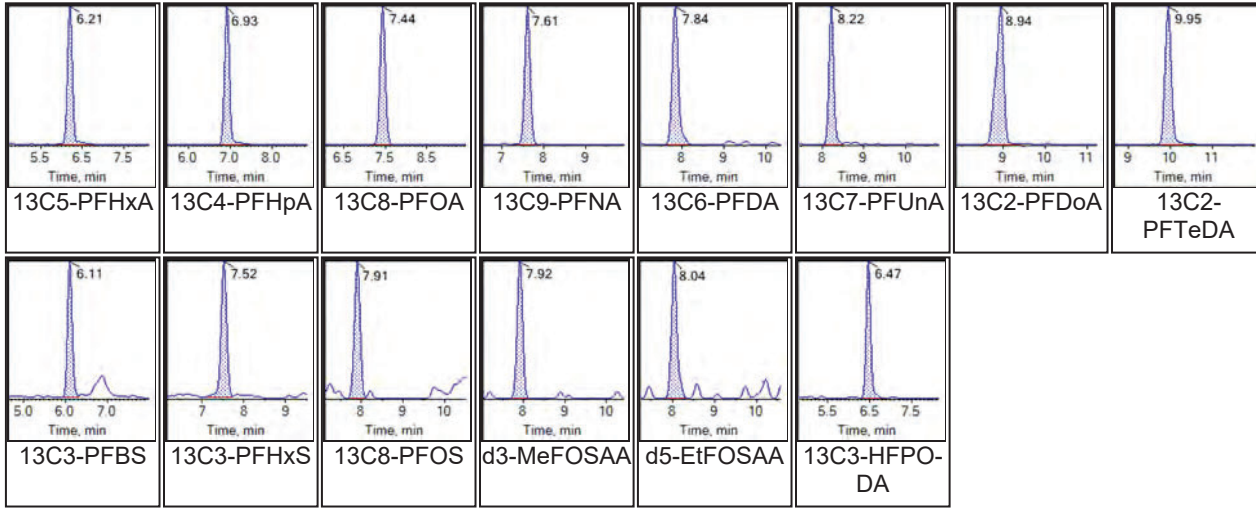 6.21
5.5 6.5 7.5
Time, min
13C5-PFHxA
6.93
6.0 7.0 8.0
Time, min
13C4-PFHpA
7.44
6.5 7.5 8.5
Time, min
13C8-PFOA
7.61
7 8 9
Time, min
13C9-PFNA
7.84
8 9 10
Time, min
13C6-PFDA
8.22
8 9 10
Time, min
13C7-PFUnA
8.94
9 10 11
Time, min
13C2-PFDoA
9.95
9 10 11
Time, min
13C2-
PFTeDA
6.11
5.0 6.0 7.0
Time, min
13C3-PFBS
7.52
7 8 9
Time, min
13C3-PFHxS
7.91
8 9 10
Time, min
13C8-PFOS
7.92
8 9 10
Time, min
d3-MeFOSAA
8.04
8 9 10
Time, min
d5-EtFOSAA
6.47
5.5 6.5 7.5
Time, min
13C3-HFPO-
DA